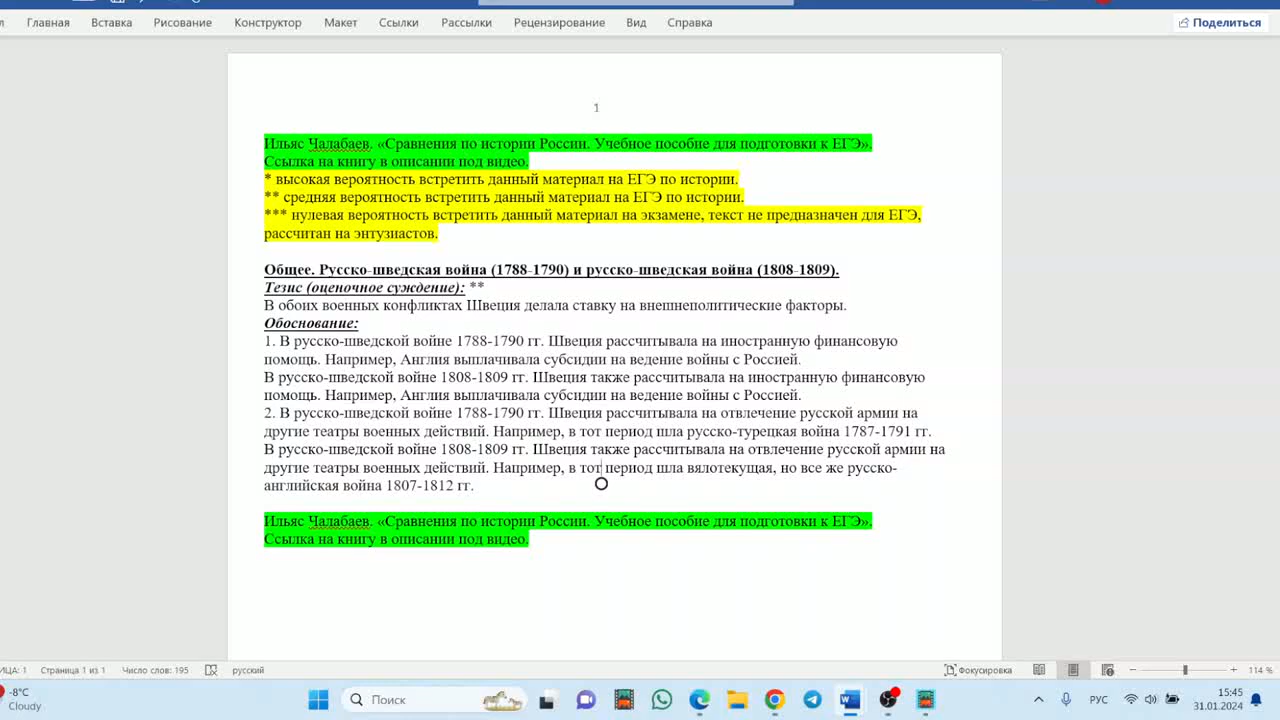 Главная Вставка Рисование Конструктор Макет Ссылки Рассылки Рецензирование Вид Справка Поделиться
1
Ильяс Чалабаев. «Сравнения по истории России. Учебное пособие для подготовки к ЕГЭ».
Ссылка на книгу в описании под видео.
* высокая вероятность встретить данный материал на ЕГЭ по истории.
** средняя вероятность встретить данный материал на ЕГЭ по истории.
*** нулевая вероятность встретить данный материал на экзамене, текст не предназначен для ЕГЭ,
рассчитан на энтузиастов.
Общее. Русско-шведская война (1788-1790) и русско-шведская война (1808-1809).
Тезис (оценочное суждение): **
В обоих военных конфликтах Швеция делала ставку на внешнеполитические факторы.
Обоснование:
1. В русско-шведской войне 1788-1790 гг. Швеция рассчитывала на иностранную финансовую
помощь. Например, Англия выплачивала субсидии на ведение войны с Россией.
В русско-шведской войне 1808-1809 гг. Швеция также рассчитывала на иностранную финансовую
помощь. Например, Англия выплачивала субсидии на ведение войны с Россией.
2. В русско-шведской войне 1788-1790 гг. Швеция рассчитывала на отвлечение русской армии на
другие театры военных действий. Например, в тот период шла русско-турецкая война 1787-1791 гг.
В русско-шведской войне 1808-1809 гг. Швеция также рассчитывала на отвлечение русской армии на
другие театры военных действий. Например, в тот период шла вялотекущая, но все же русско-
английская война 1807-1812 гг.
Ильяс Чалабаев. «Сравнения по истории России. Учебное пособие для подготовки к ЕГЭ».
Ссылка на книгу в описании под видео.
ИЦА: 1 Страница 1 из 1 Число слов: 195 русский Фокусировка 114 %
-8°C
Cloudy
Поиск
РУС
15:45
31.01.2024